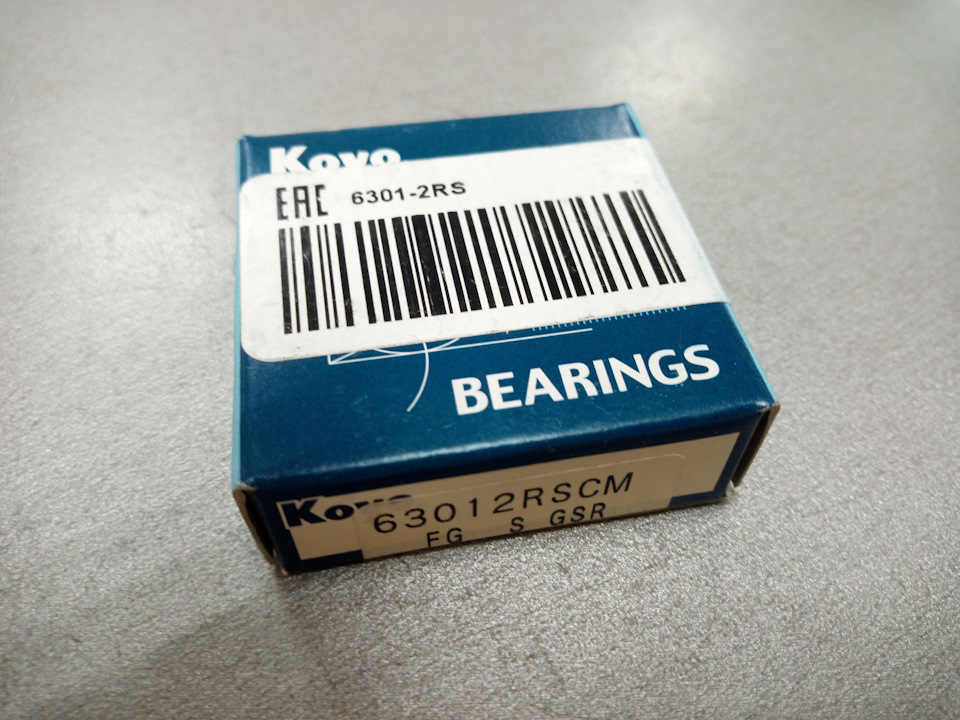 Koyo
EAC 6301-2RS
BEARINGS
Koyo
63012RSCM
FG S GSR